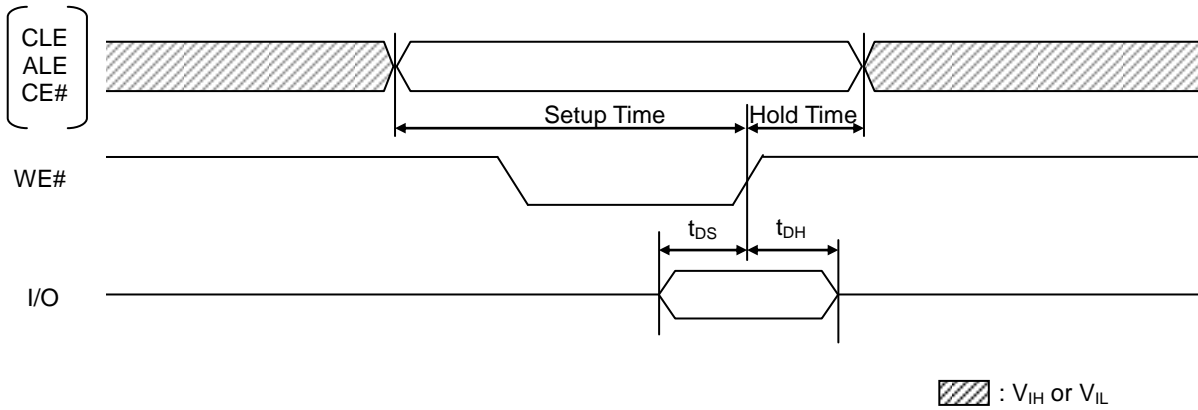 CLE
ALE
CE#
Setup Time
Hold Time
WE#
tDS
tDH
I/O
: VIH or VIL